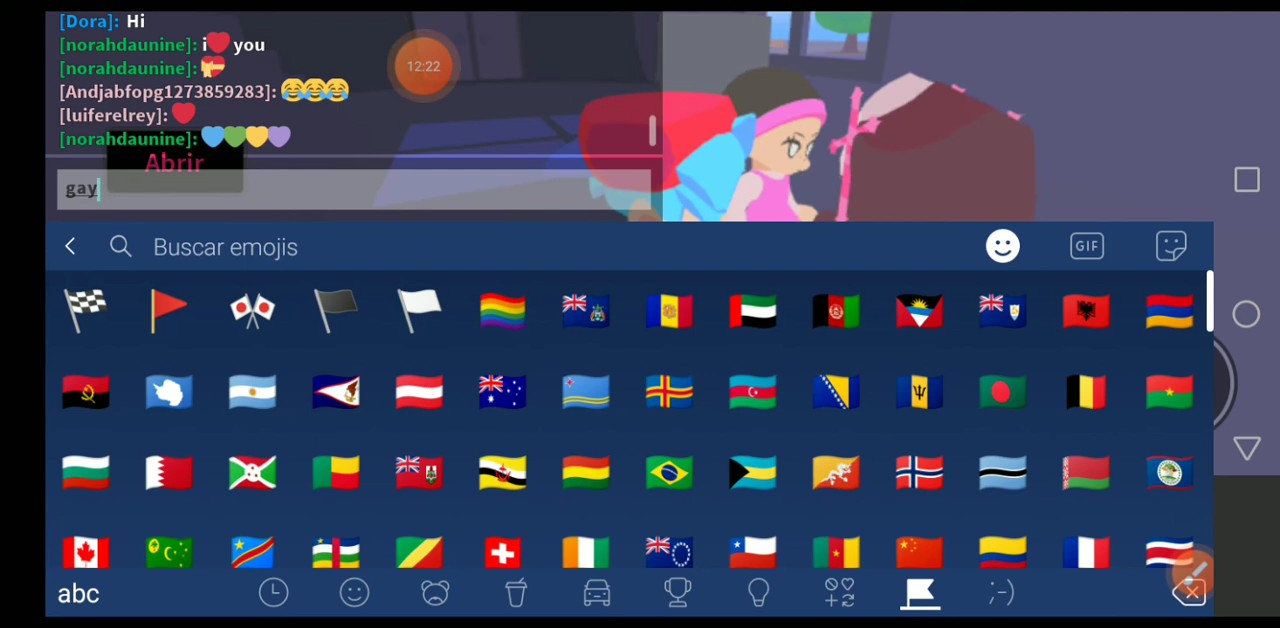 [Dora]: Hi
[norahdaunine]: i❤️ you
[norahdaunine]: 💝
[Andjabfopg1273859283]: 😂😂😂
[luiferelrey]: ❤️
[norahdaunine]: 💙💚💛💜
12:22
Abrir
gay
Buscar emojis
GIF
abc
;-)